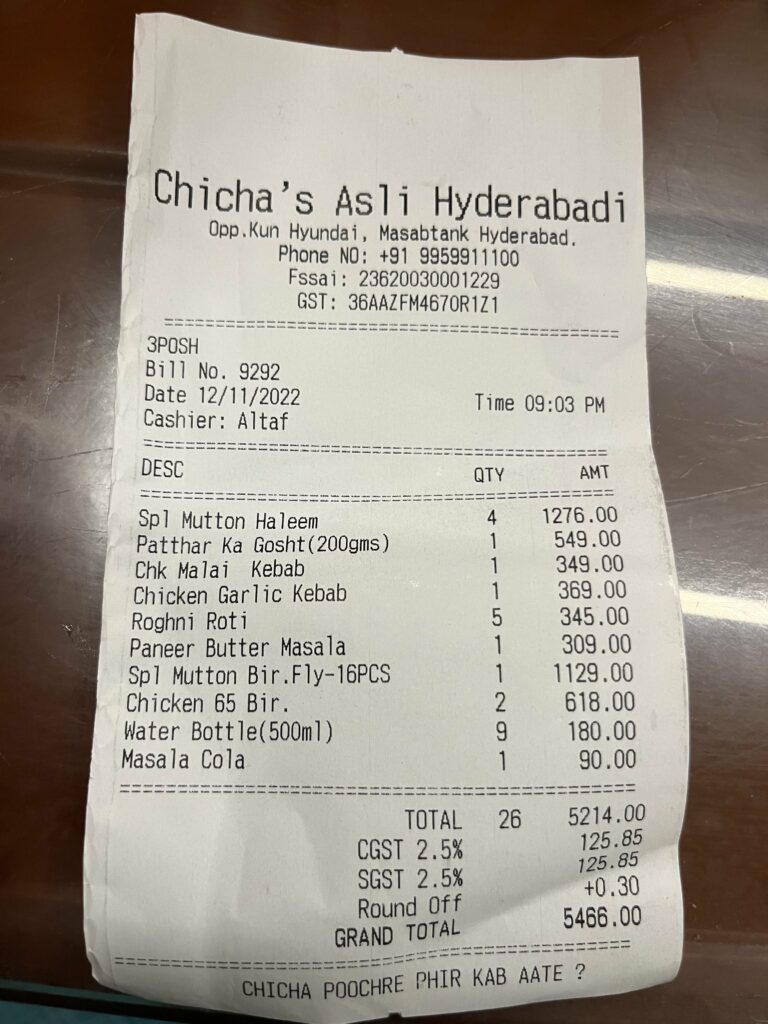 Chicha's Asli Hyderabadi
Opp.Kun Hyundai, Masabtank Hyderabad.
Phone NO: +91 9959911100
Fssai: 23620030001229
GST: 36AAZFM4670R1Z1
3POSH
Bill No. 9292
Date 12/11/2022 Time 09:03 PM
Cashier: Altaf
DESC QTY AMT
Spl Mutton Haleem 4 1276.00
Patthar Ka Gosht(200gms) 1 549.00
Chk Malai Kebab 1 349.00
Chicken Garlic Kebab 1 369.00
Roghni Roti 5 345.00
Paneer Butter Masala 1 309.00
Spl Mutton Bir.Fly-16PCS 1 1129.00
Chicken 65 Bir. 2 618.00
Water Bottle(500ml) 9 180.00
Masala Cola 1 90.00
TOTAL 26 5214.00
CGST 2.5% 125.85
SGST 2.5% 125.85
Round Off +0.30
GRAND TOTAL 5466.00
CHICHA POOCHRE PHIR KAB AATE ?